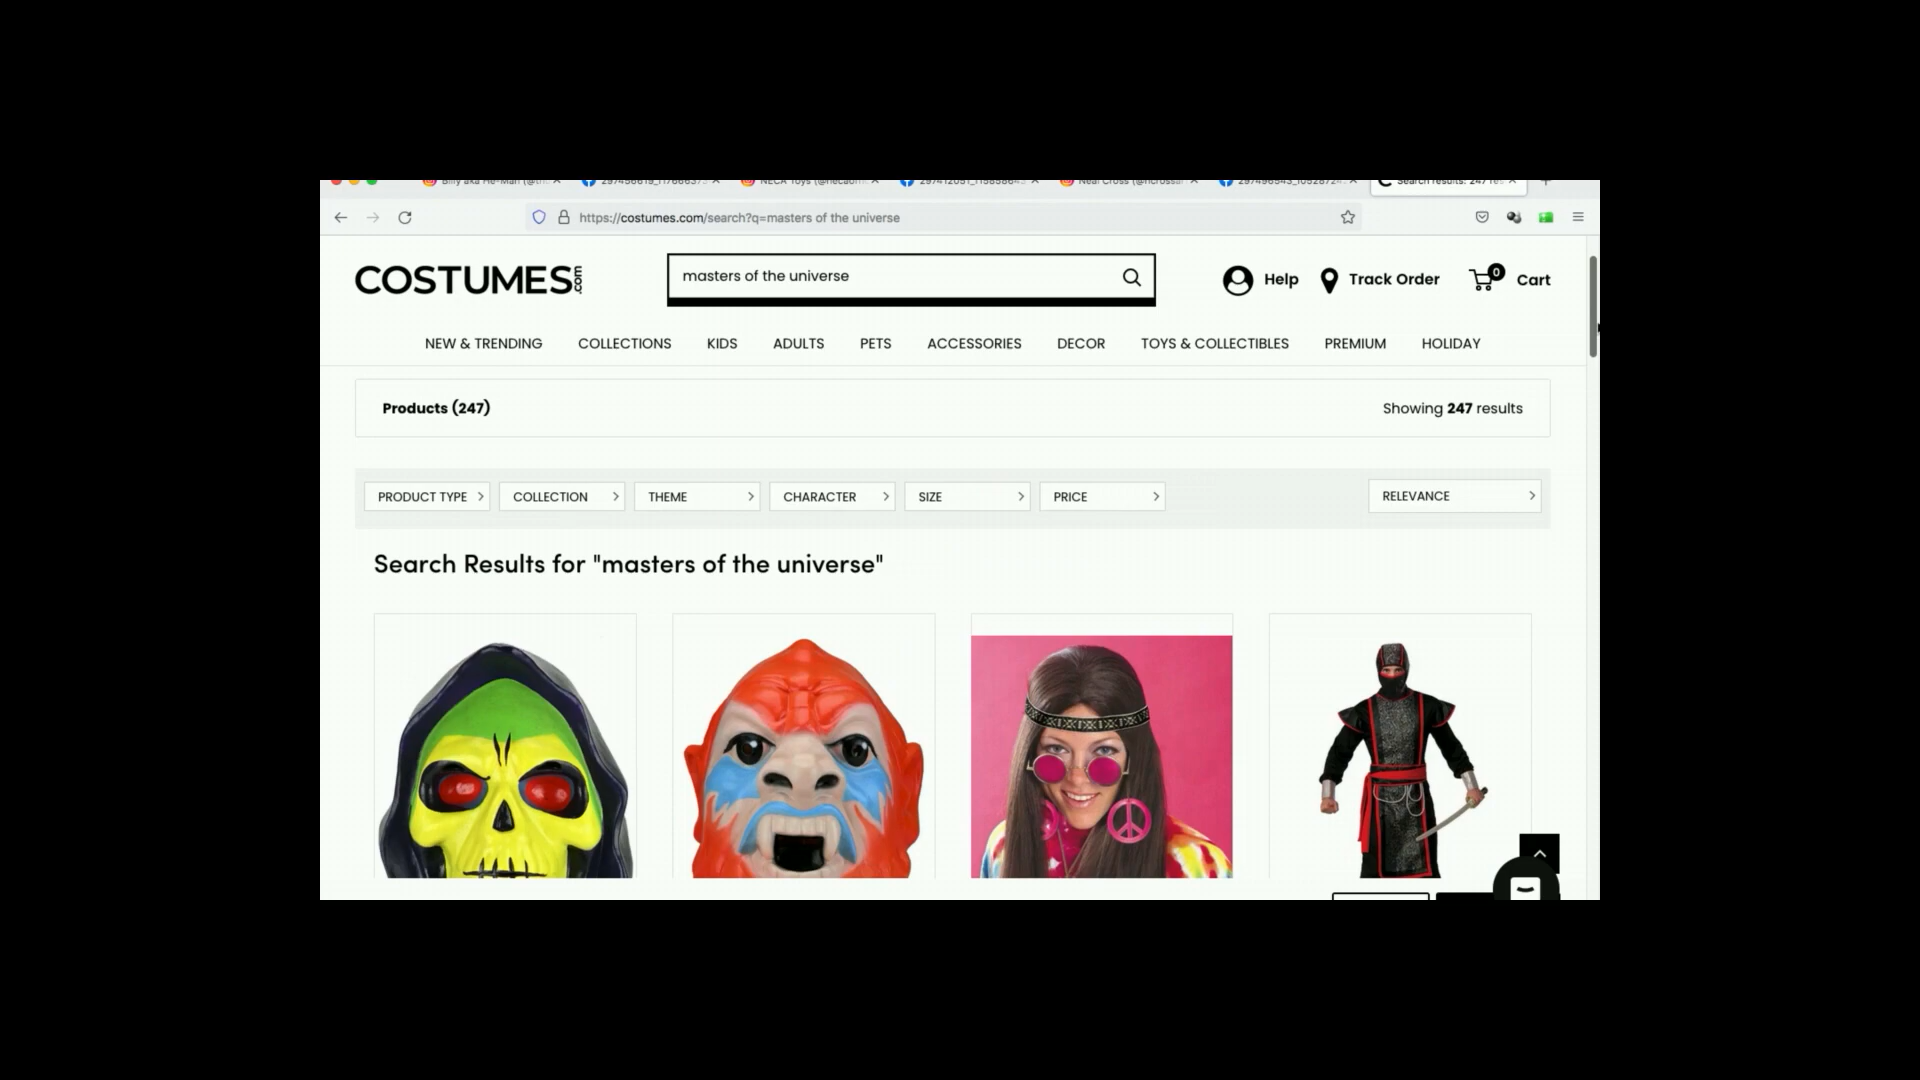 https://costumes.com/search?q=masters of the universe
COSTUMES.com
masters of the universe
Help
Track Order
0
Cart
NEW & TRENDING
COLLECTIONS
KIDS
ADULTS
PETS
ACCESSORIES
DECOR
TOYS & COLLECTIBLES
PREMIUM
HOLIDAY
Products (247)
Showing 247 results
PRODUCT TYPE
COLLECTION
THEME
CHARACTER
SIZE
PRICE
RELEVANCE
Search Results for "masters of the universe"